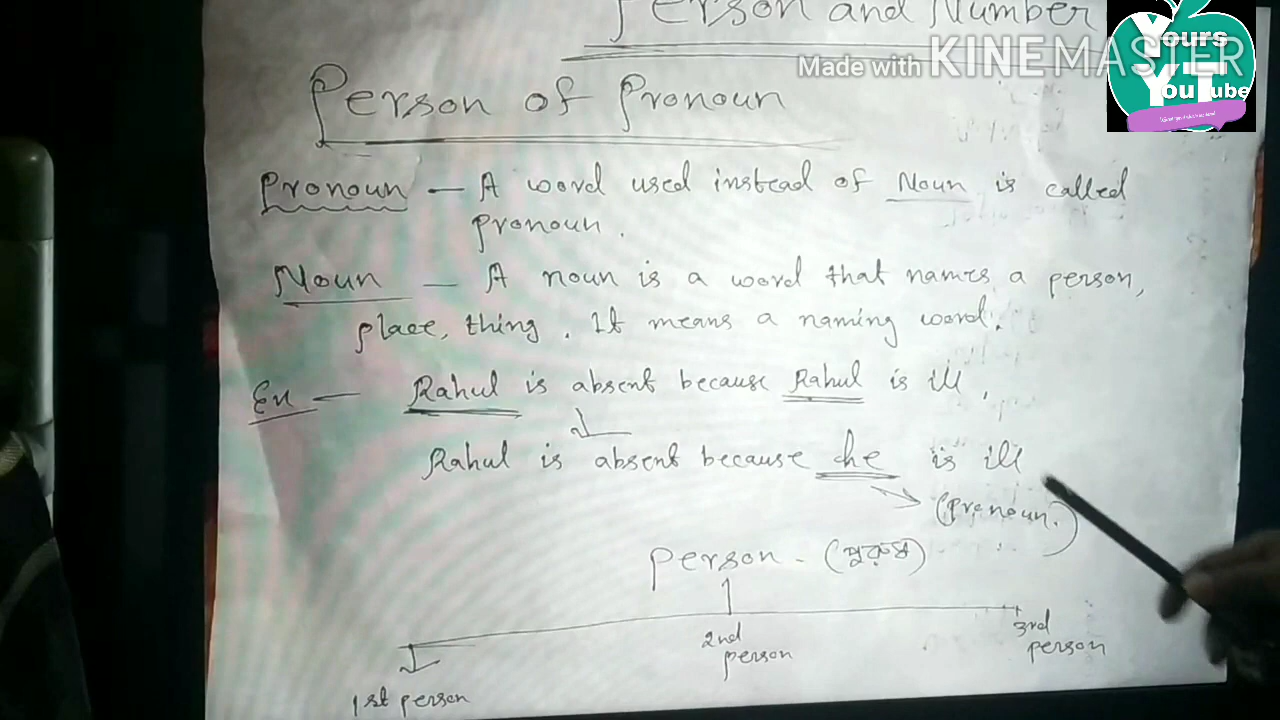 Person and Number
Made with KINEMASTER
Yours
YouTube
Person of Pronoun
Pronoun — A word used instead of Noun is called
pronoun.
Noun — A noun is a word that names a person,
place, thing. It means a naming word.
Ex — Rahul is absent because Rahul is ill.
Rahul is absent because he is ill
(Pronoun.)
person - (পুরুষ)
1st person
2nd
person
3rd
person